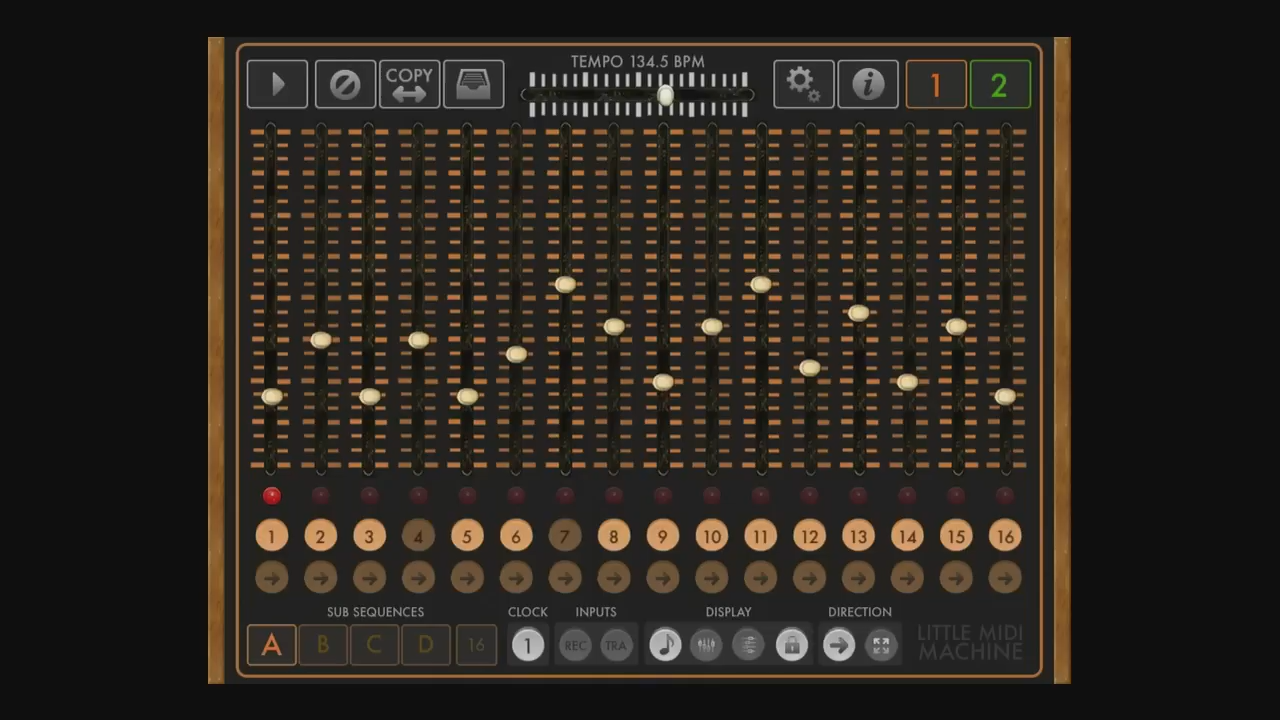 TEMPO 134.5 BPM
COPY
1 2
1 2 3 4 5 6 7 8 9 10 11 12 13 14 15 16
SUB SEQUENCES CLOCK INPUTS DISPLAY DIRECTION
A B C D 16 1 REC TRA
LITTLE MIDI
MACHINE